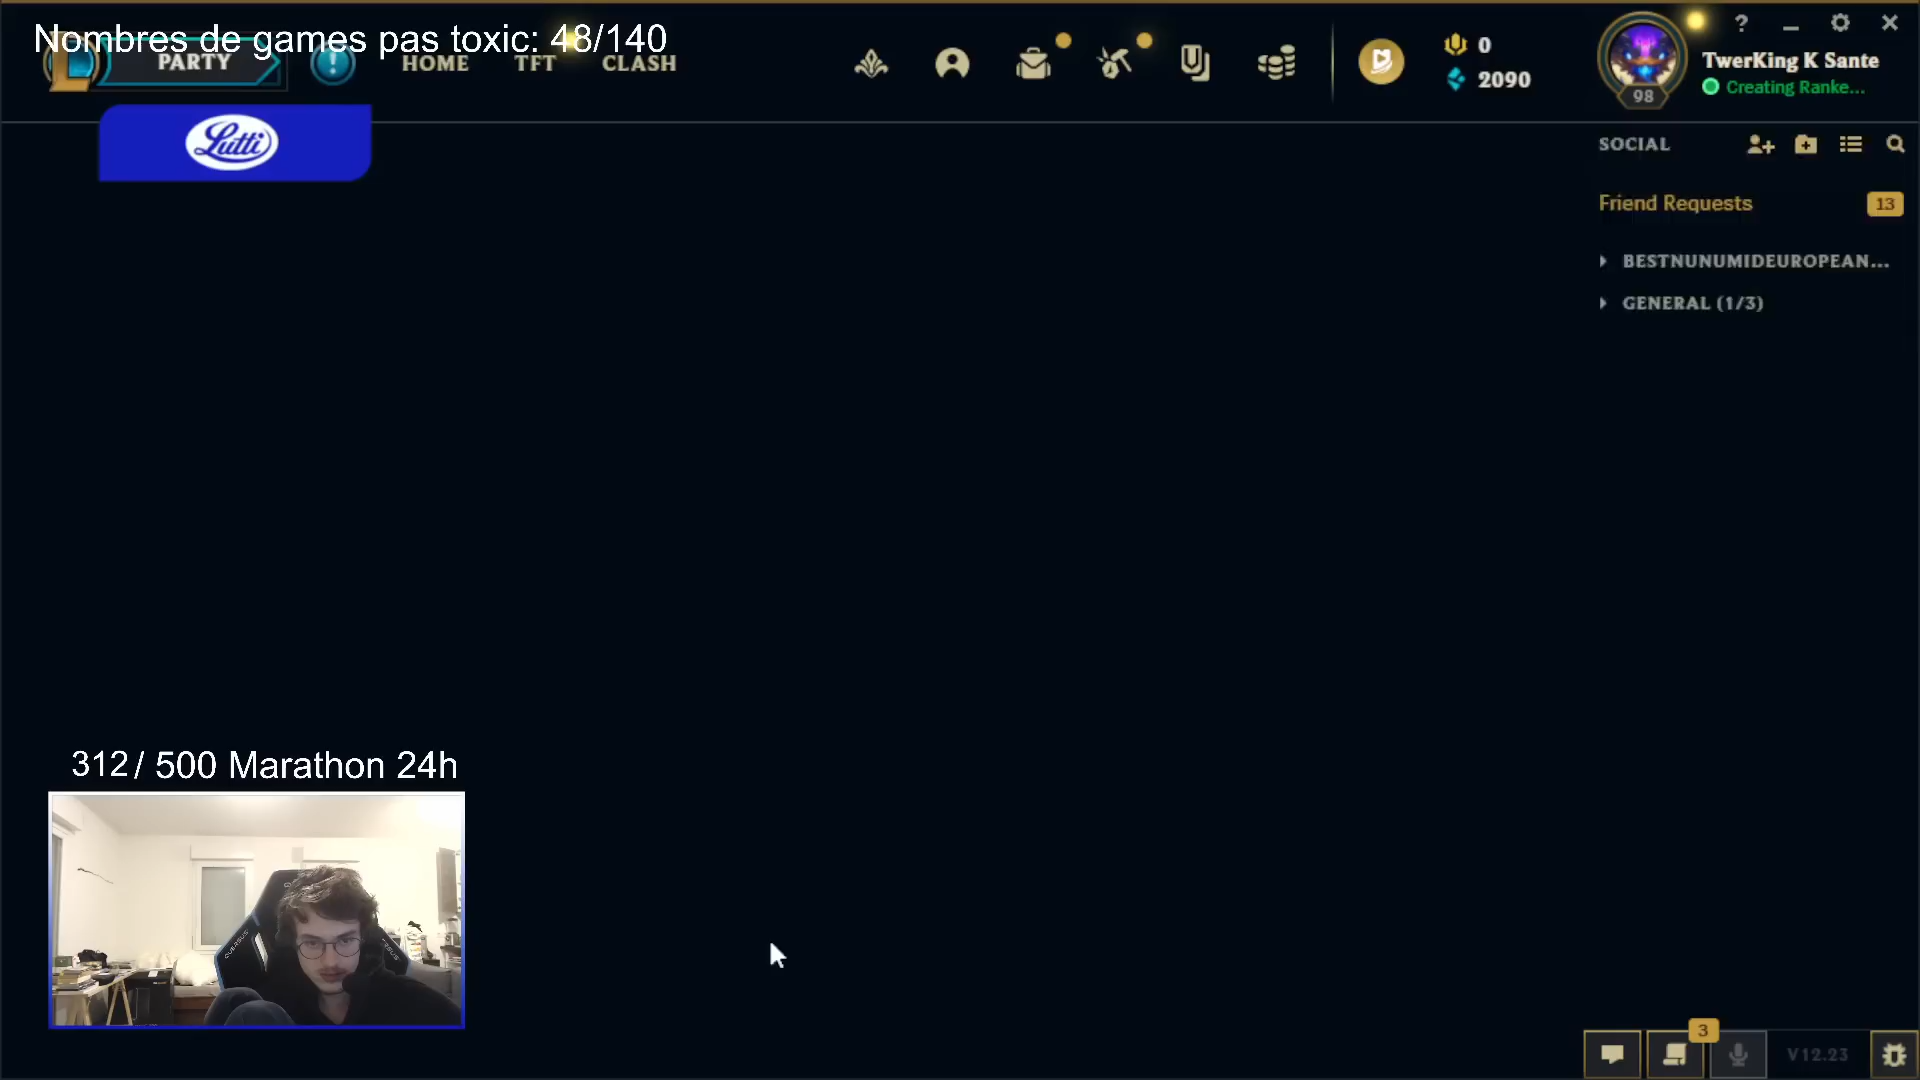 Nombres de games pas toxic: 48/140
PARTY
HOME
TFT
CLASH
0
2090
98
TwerKing K Sante
Creating Ranke...
Lutti
SOCIAL
Friend Requests
13
BESTNUNUMIDEUROPEAN...
GENERAL (1/3)
312/ 500 Marathon 24h
3
V12.23